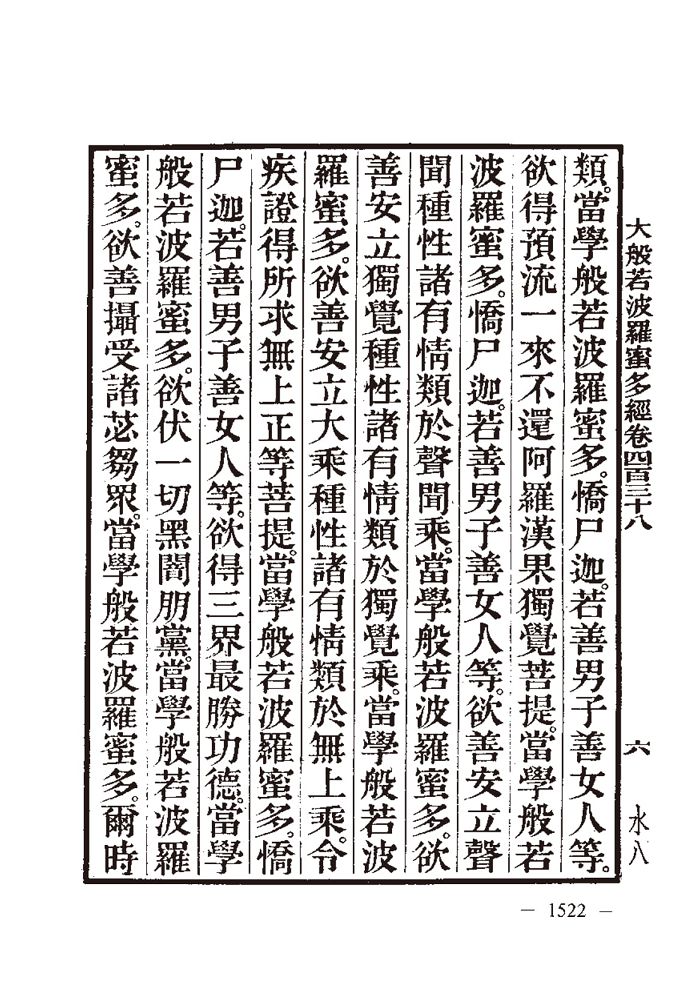 大般若波羅蜜多經卷四百三十八 六 水八
類。當學般若波羅蜜多。憍尸迦。若善男子善女人等。
欲得預流一來不還阿羅漢果獨覺菩提。當學般若
波羅蜜多。憍尸迦。若善男子善女人等。欲善安立聲
聞種性諸有情類於聲聞乘。當學般若波羅蜜多。欲
善安立獨覺種性諸有情類於獨覺乘。當學般若波
羅蜜多。欲善安立大乘種性諸有情類於無上乘。令
疾證得所求無上正等菩提。當學般若波羅蜜多。憍
尸迦。若善男子善女人等。欲得三界最勝功德。當學
般若波羅蜜多。欲伏一切黑闇朋黨。當學般若波羅
蜜多。欲善攝受諸苾芻眾。當學般若波羅蜜多。爾時
— 1522 —